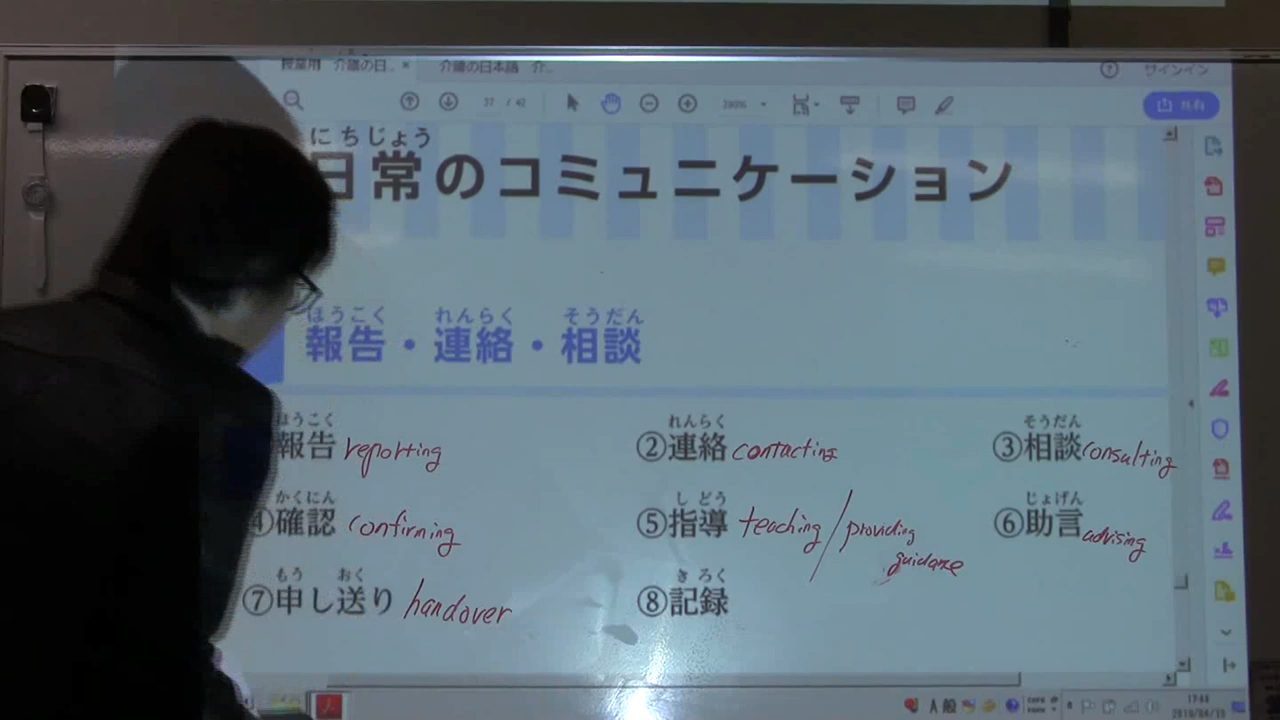 授業用 介護の日.. × 介護の日本語 介..
サインイン
37 / 42
200%
共有
にちじょう
日常のコミュニケーション
ほうこく れんらく そうだん
報告・連絡・相談
ほうこく れんらく そうだん
報告 reporting ②連絡 contacting ③相談 consulting
かくにん しどう じょげん
④確認 confirming ⑤指導 teaching / providing guidance ⑥助言 advising
もう おく きろく
⑦申し送り handover ⑧記録
A 般